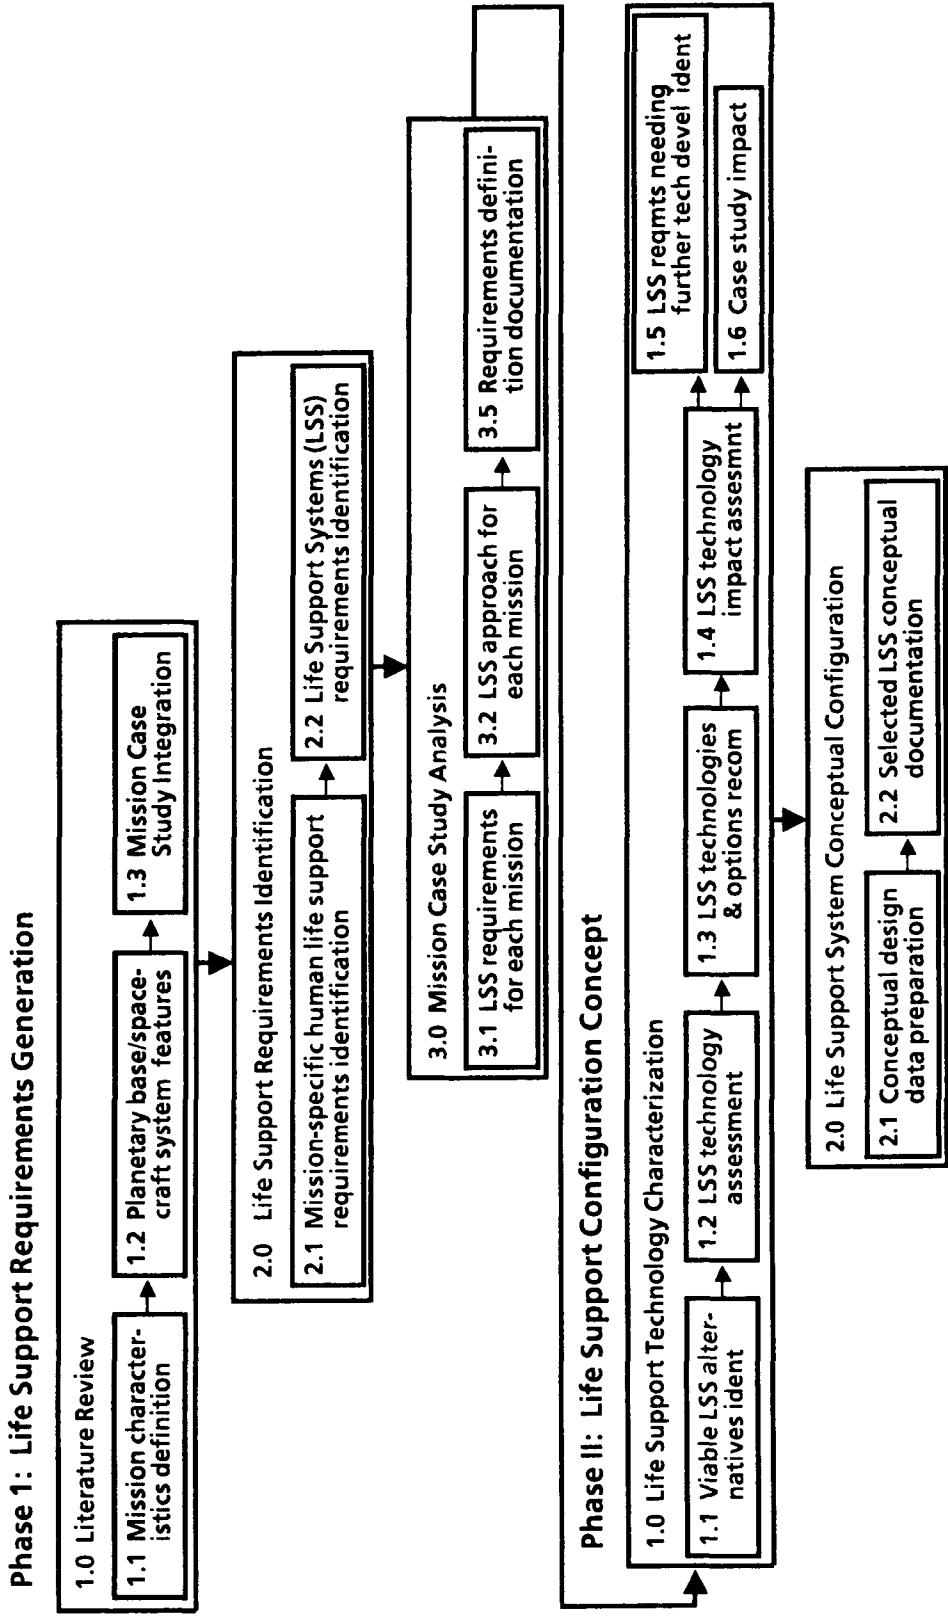 Phase 1: Life Support Requirements Generation
1.0 Literature Review
1.1 Mission character-
istics definition
1.2 Planetary base/space-
craft system features
1.3 Mission Case
Study Integration
2.0 Life Support Requirements Identification
2.1 Mission-specific human life support
requirements identification
2.2 Life Support Systems (LSS)
requirements identification
3.0 Mission Case Study Analysis
3.1 LSS requirements
for each mission
3.2 LSS approach for
each mission
3.5 Requirements defini-
tion documentation
Phase II: Life Support Configuration Concept
1.0 Life Support Technology Characterization
1.1 Viable LSS alter-
natives ident
1.2 LSS technology
assessment
1.3 LSS technologies
& options recom
1.4 LSS technology
impact assesmnt
1.5 LSS reqmts needing
further tech devel ident
1.6 Case study impact
2.0 Life Support System Conceptual Configuration
2.1 Conceptual design
data preparation
2.2 Selected LSS conceptual
documentation